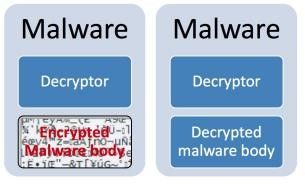 Malware
Decryptor
Encrypted
Malware body
Malware
Decryptor
Decrypted
malware body